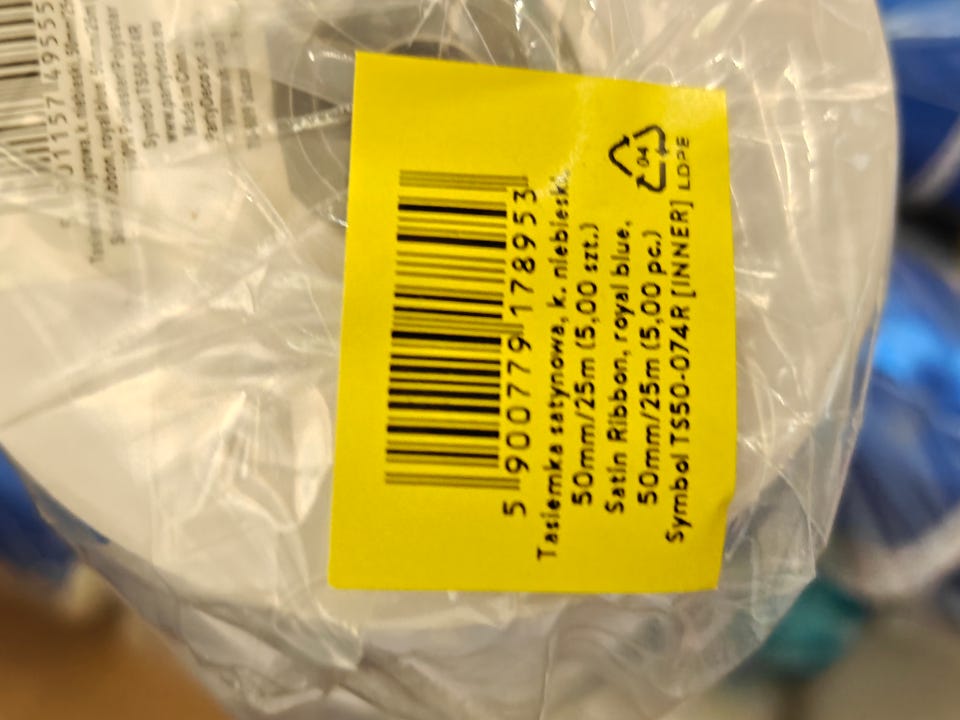 5 900779 178953
Tasiemka satynowa, k. niebieski,
50mm/25m (5,00 szt.)
Satin Ribbon, royal blue,
50mm/25m (5,00 pc.)
Symbol TS50-074R [INNER]
04
LDPE